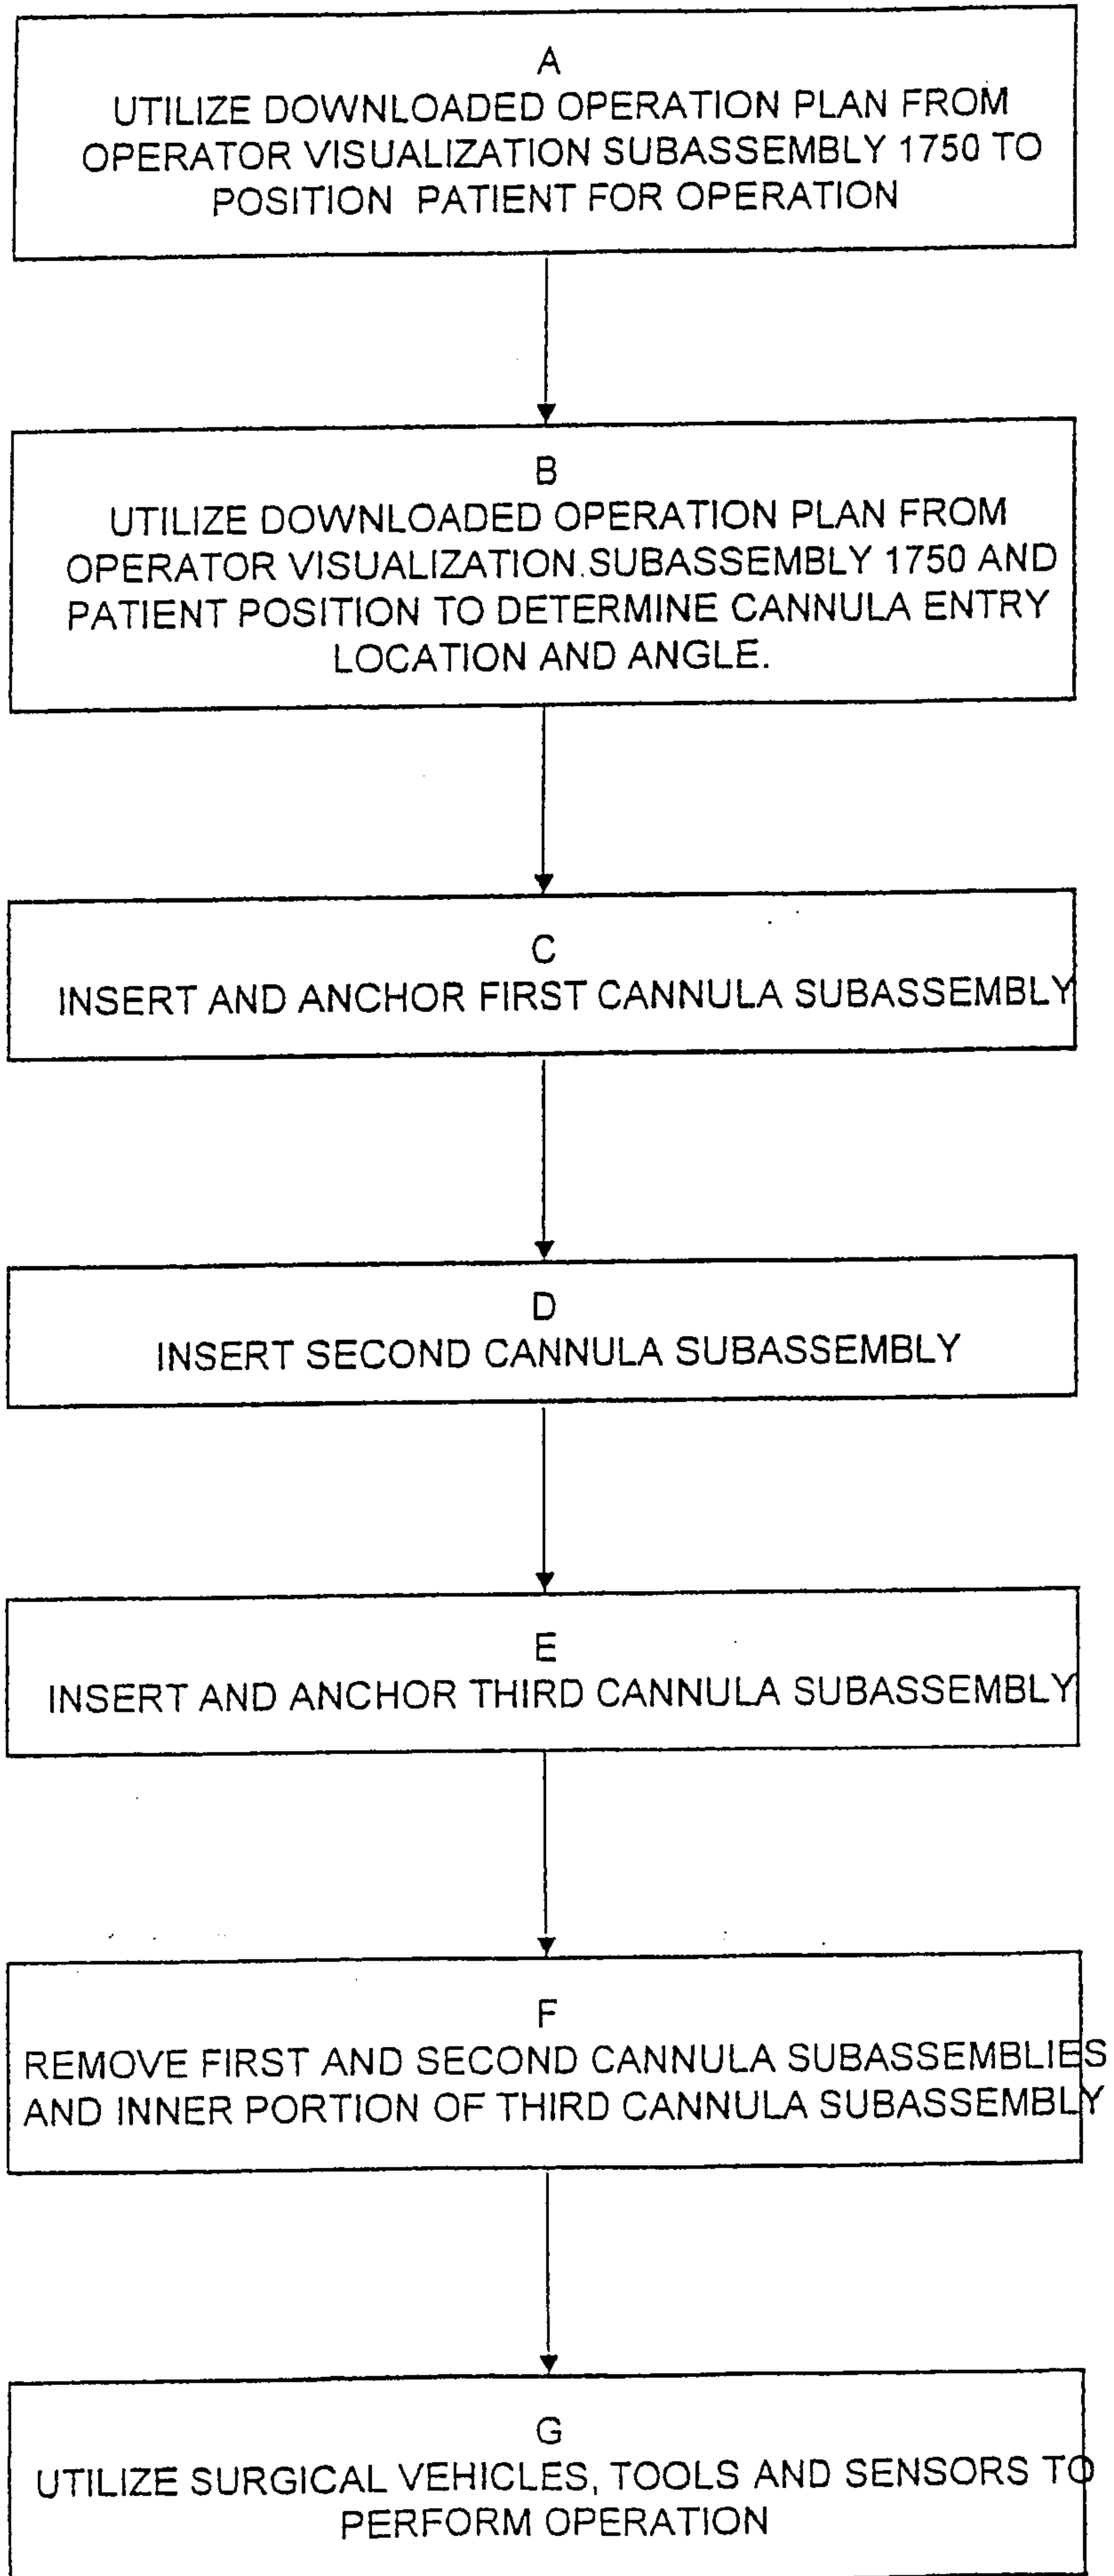 A
UTILIZE DOWNLOADED OPERATION PLAN FROM
OPERATOR VISUALIZATION SUBASSEMBLY 1750 TO
POSITION PATIENT FOR OPERATION
B
UTILIZE DOWNLOADED OPERATION PLAN FROM
OPERATOR VISUALIZATION SUBASSEMBLY 1750 AND
PATIENT POSITION TO DETERMINE CANNULA ENTRY
LOCATION AND ANGLE.
C
INSERT AND ANCHOR FIRST CANNULA SUBASSEMBLY
D
INSERT SECOND CANNULA SUBASSEMBLY
E
INSERT AND ANCHOR THIRD CANNULA SUBASSEMBLY
F
REMOVE FIRST AND SECOND CANNULA SUBASSEMBLIES
AND INNER PORTION OF THIRD CANNULA SUBASSEMBLY
G
UTILIZE SURGICAL VEHICLES, TOOLS AND SENSORS TO
PERFORM OPERATION